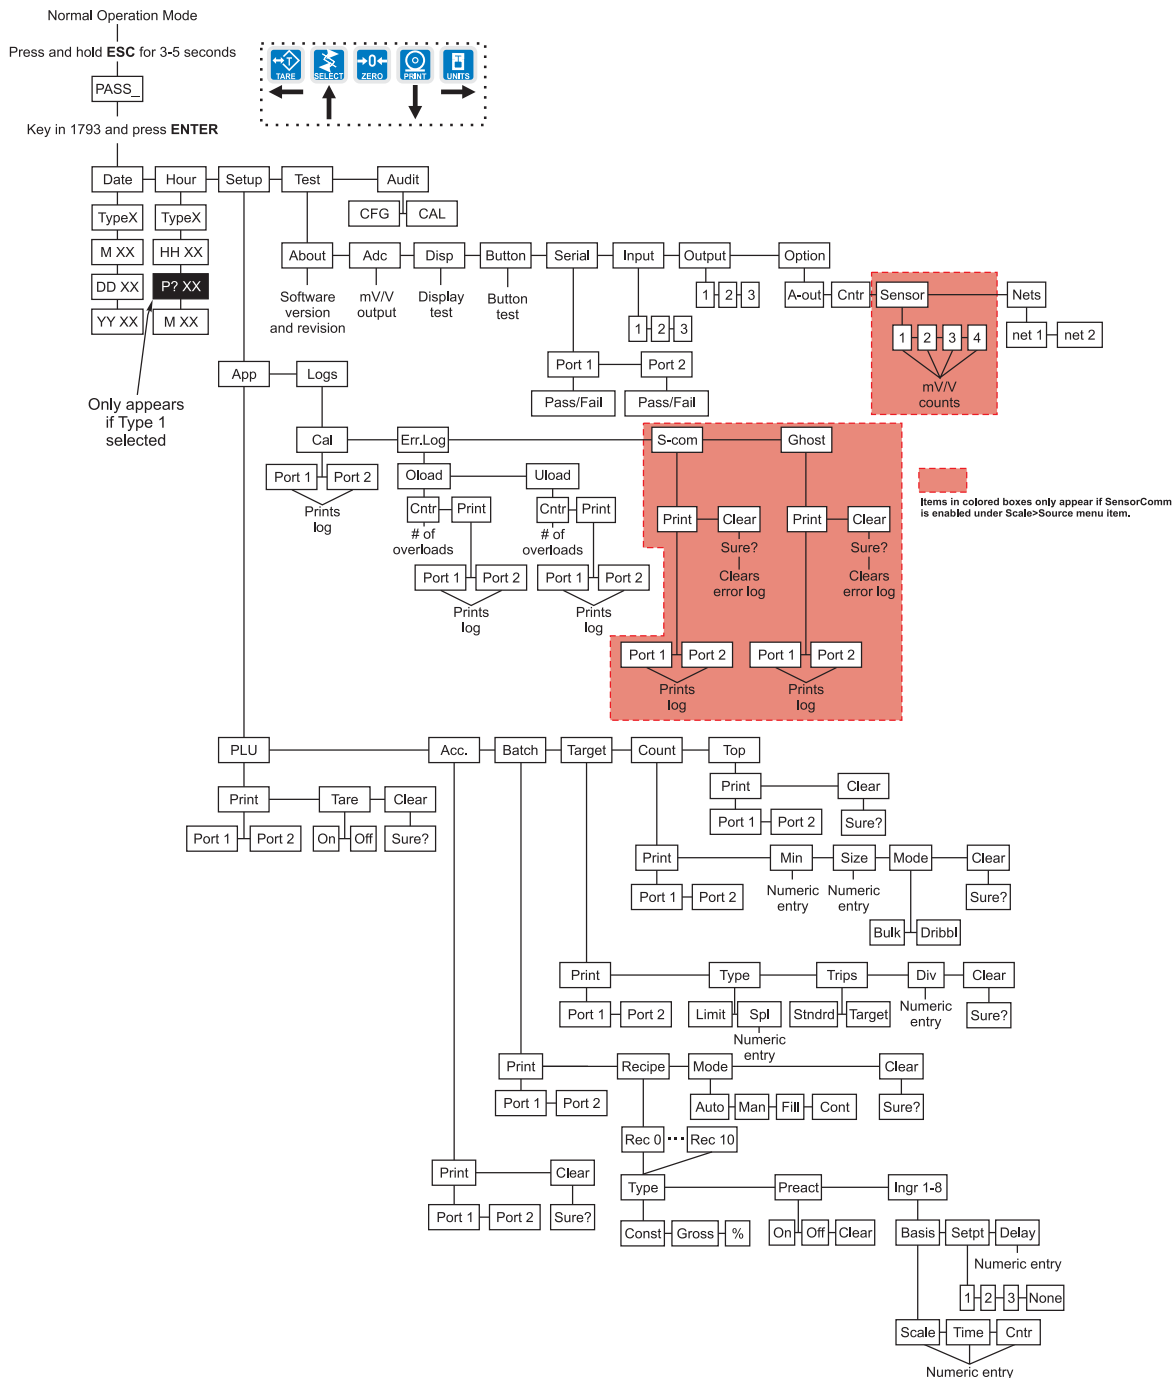 Normal Operation Mode
Press and hold ESC for 3-5 seconds
PASS_
Key in 1793 and press ENTER
TARE SELECT ZERO PRINT UNITS
Date Hour Setup Test Audit
TypeX TypeX CFG CAL
M XX HH XX
DD XX P? XX
YY XX M XX
Only appears
if Type 1
selected
About Adc Disp Button Serial Input Output Option
Software
version
and revision
mV/V
output
Display
test
Button
test
1 2 3
1 2 3
A-out Cntr Sensor Nets
1 2 3 4
mV/V
counts
net 1 net 2
Port 1 Port 2
Pass/Fail Pass/Fail
App Logs
Cal Err.Log S-com Ghost
Port 1 Port 2
Prints
log
Oload Uload
Cntr Print Cntr Print
# of
overloads
# of
overloads
Port 1 Port 2 Port 1 Port 2
Prints
log
Prints
log
Print Clear Print Clear
Sure? Sure?
Clears
error log
Clears
error log
Port 1 Port 2 Port 1 Port 2
Prints
log
Prints
log
Items in colored boxes only appear if SensorComm
is enabled under Scale>Source menu item.
PLU Acc. Batch Target Count Top
Print Clear
Port 1 Port 2 Sure?
Print Tare Clear
Port 1 Port 2 On Off Sure?
Print Min Size Mode Clear
Port 1 Port 2
Numeric
entry
Numeric
entry
Sure?
Bulk Dribbl
Print Type Trips Div Clear
Port 1 Port 2 Limit Spl Stndrd Target
Numeric
entry
Sure?
Numeric
entry
Print Recipe Mode Clear
Port 1 Port 2 Auto Man Fill Cont Sure?
Rec 0 Rec 10
Print Clear
Port 1 Port 2 Sure?
Type Preact Ingr 1-8
Const Gross % On Off Clear Basis Setpt Delay
Numeric entry
1 2 3 None
Scale Time Cntr
Numeric entry